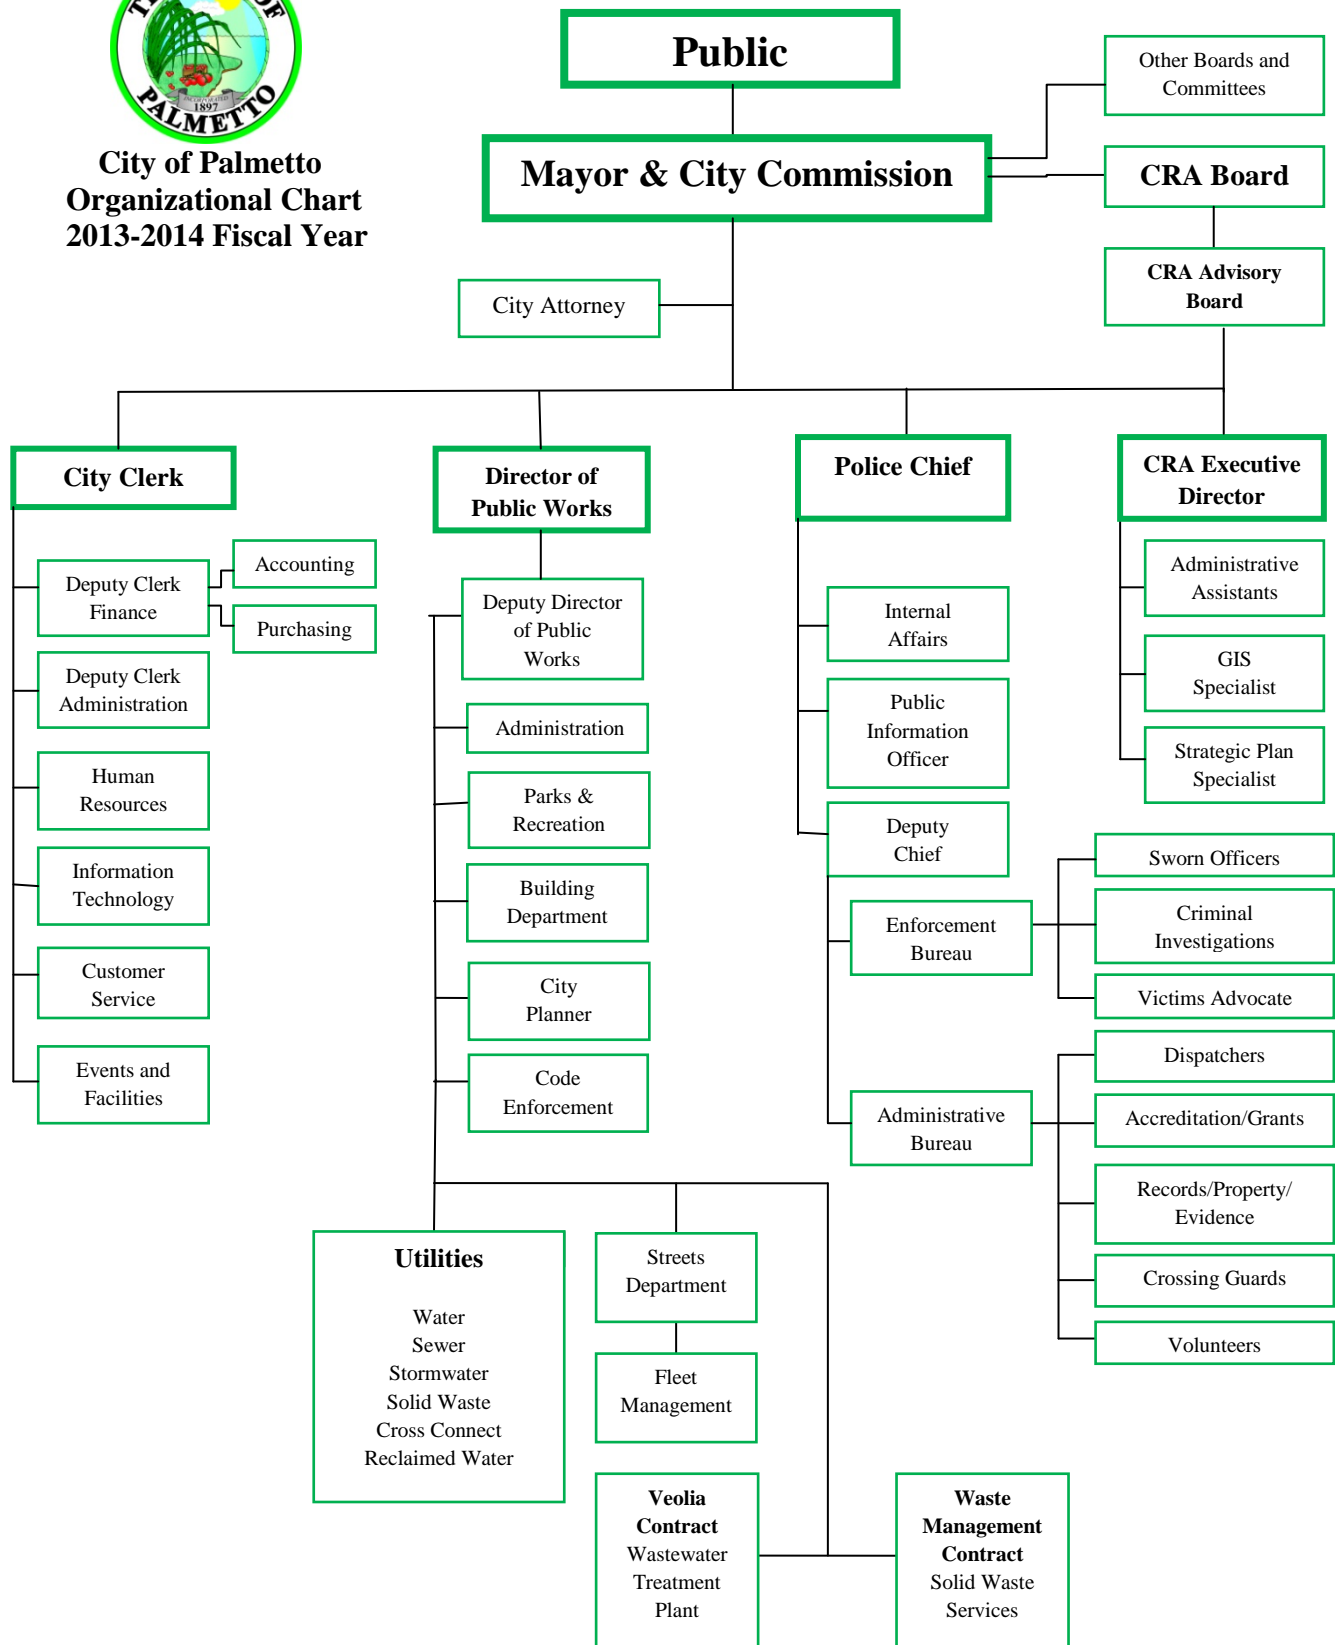 OF
PALMETTO
INCORPORATED
1897
City of Palmetto
Organizational Chart
2013-2014 Fiscal Year
Public
Mayor & City Commission
Other Boards and
Committees
CRA Board
CRA Advisory
Board
City Attorney
City Clerk
Director of
Public Works
Police Chief
CRA Executive
Director
Deputy Clerk
Finance
Accounting
Purchasing
Deputy Clerk
Administration
Human
Resources
Information
Technology
Customer
Service
Events and
Facilities
Deputy Director
of Public
Works
Administration
Parks &
Recreation
Building
Department
City
Planner
Code
Enforcement
Utilities
Water
Sewer
Stormwater
Solid Waste
Cross Connect
Reclaimed Water
Streets
Department
Fleet
Management
Veolia
Contract
Wastewater
Treatment
Plant
Waste
Management
Contract
Solid Waste
Services
Internal
Affairs
Public
Information
Officer
Deputy
Chief
Enforcement
Bureau
Sworn Officers
Criminal
Investigations
Victims Advocate
Administrative
Bureau
Dispatchers
Accreditation/Grants
Records/Property/
Evidence
Crossing Guards
Volunteers
Administrative
Assistants
GIS
Specialist
Strategic Plan
Specialist